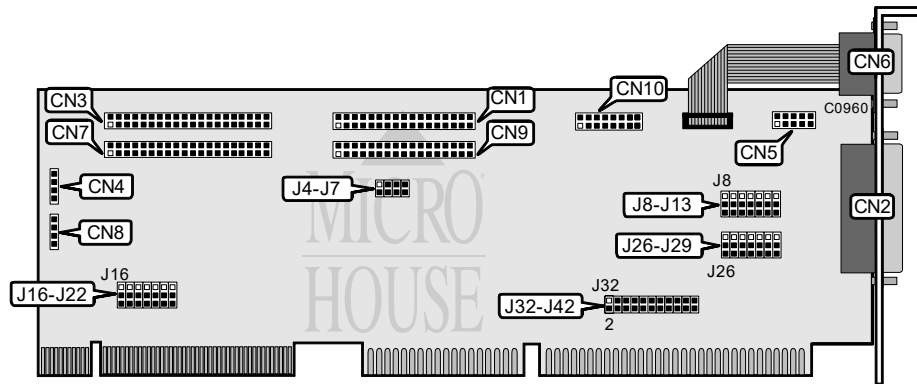 CN6
CN3
CN1
CN10
C0960
CN7
CN9
CN5
CN4
J4-J7
J8
J8-J13
CN2
MICRO
CN8
J26-J29
J16
J26
HOUSE
J32
J16-J22
J32-J42
2